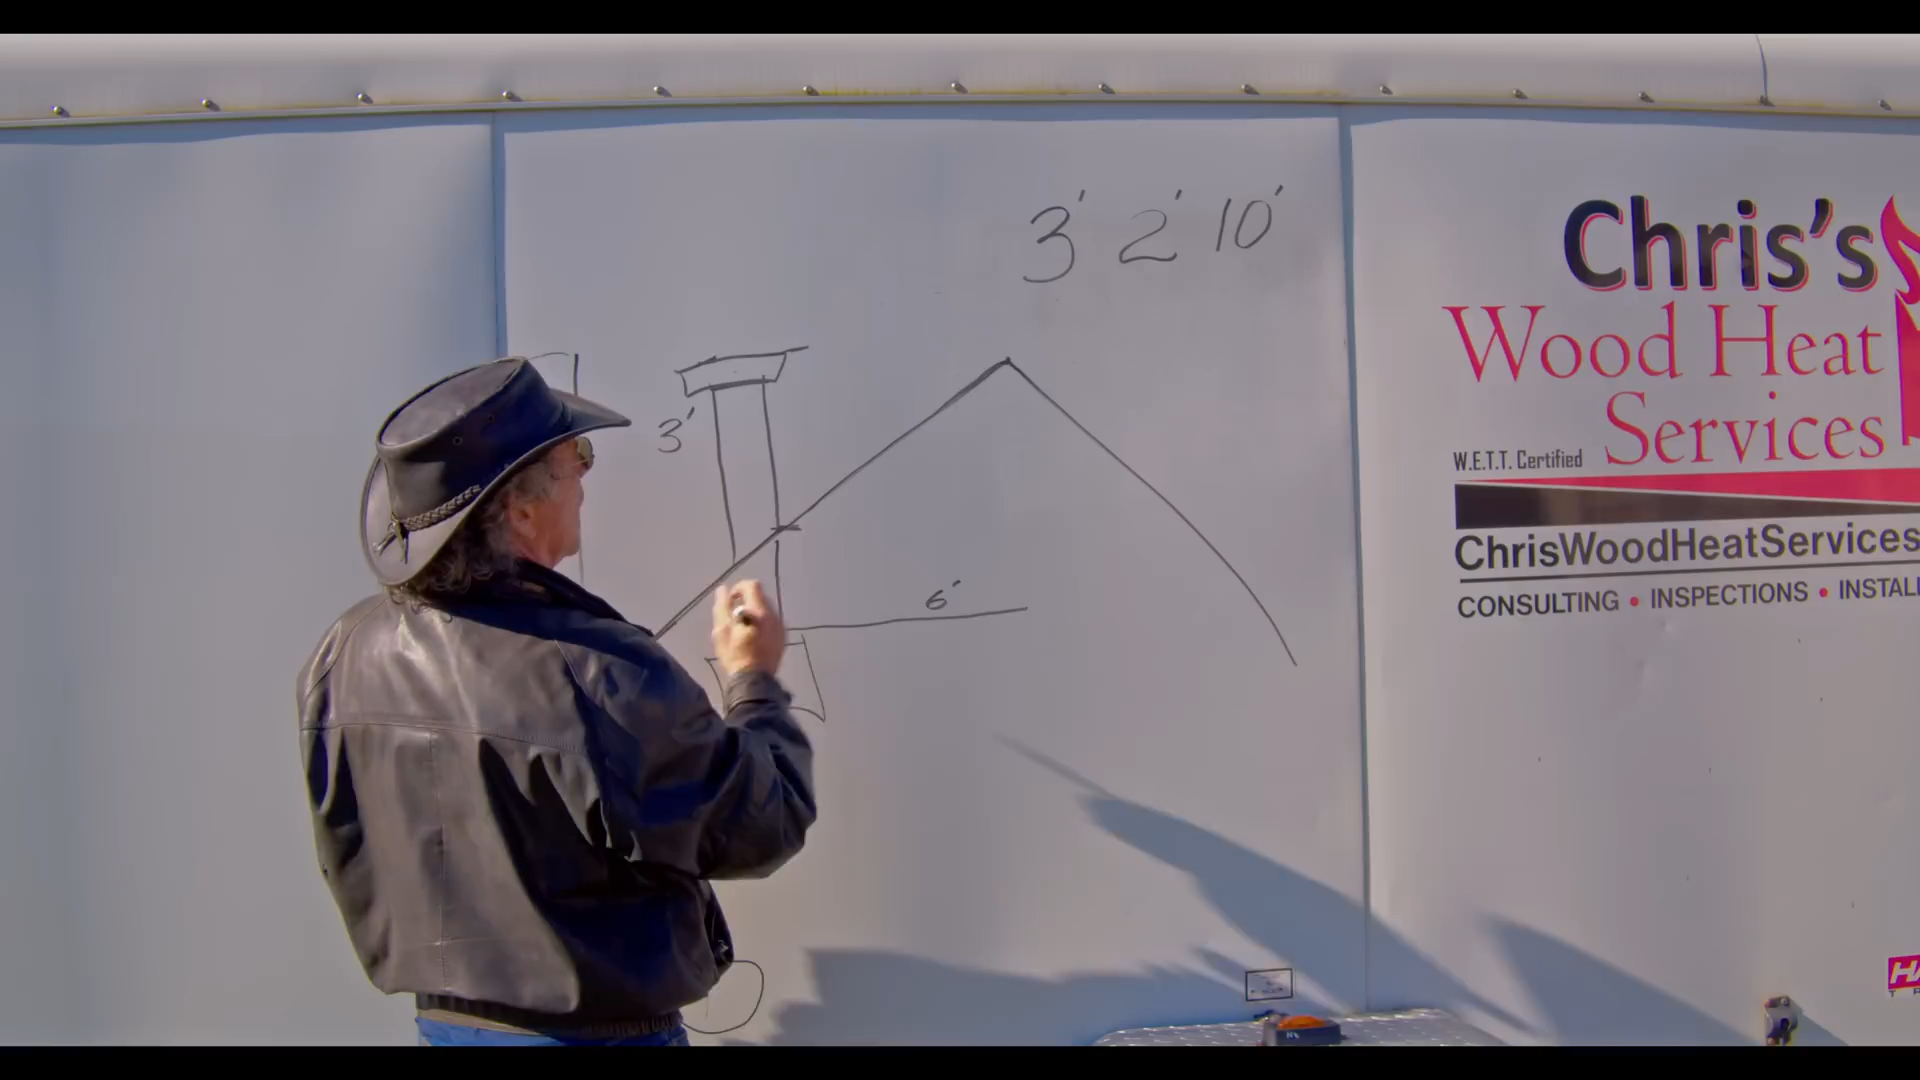 3' 2' 10'
3'
6'
Chris's
Wood Heat
Services
W.E.T.T. Certified
ChrisWoodHeatServices
CONSULTING • INSPECTIONS • INSTALL